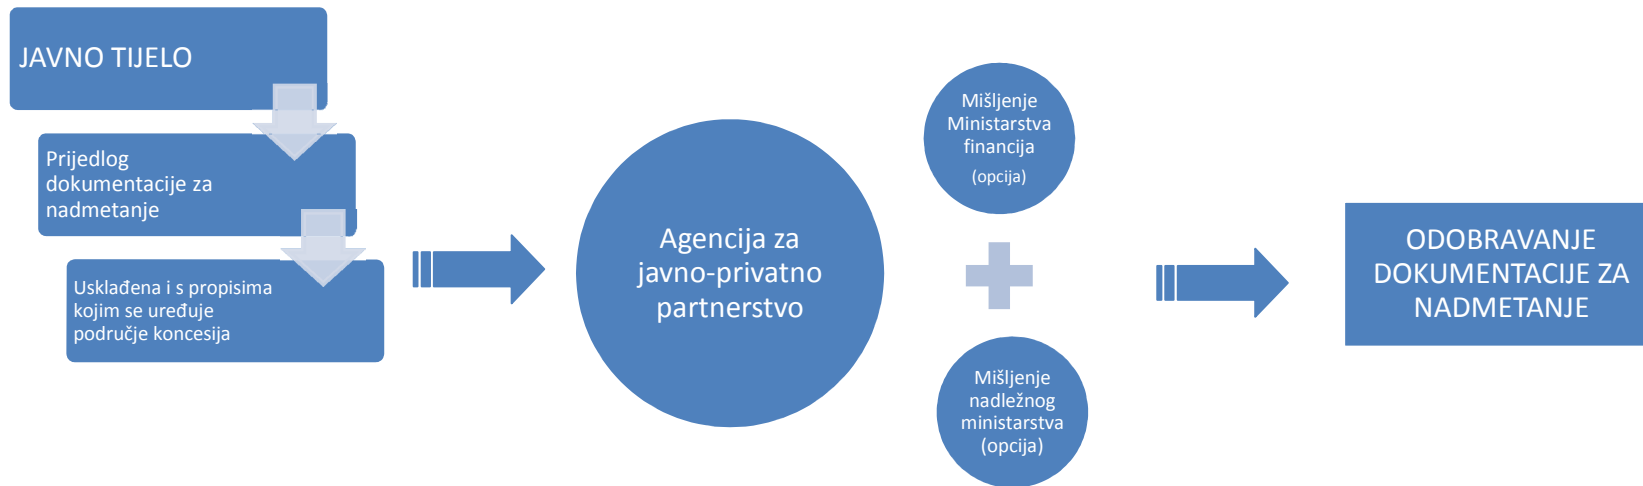 JAVNO TIJELO
Prijedlog
dokumentacije za
nadmetanje
Usklađena i s propisima
kojim se uređuje
područje koncesija
Agencija za
javno-privatno
partnerstvo
Mišljenje
Ministarstva
financija
(opcija)
Mišljenje
nadležnog
ministarstva
(opcija)
ODOBRAVANJE
DOKUMENTACIJE ZA
NADMETANJE